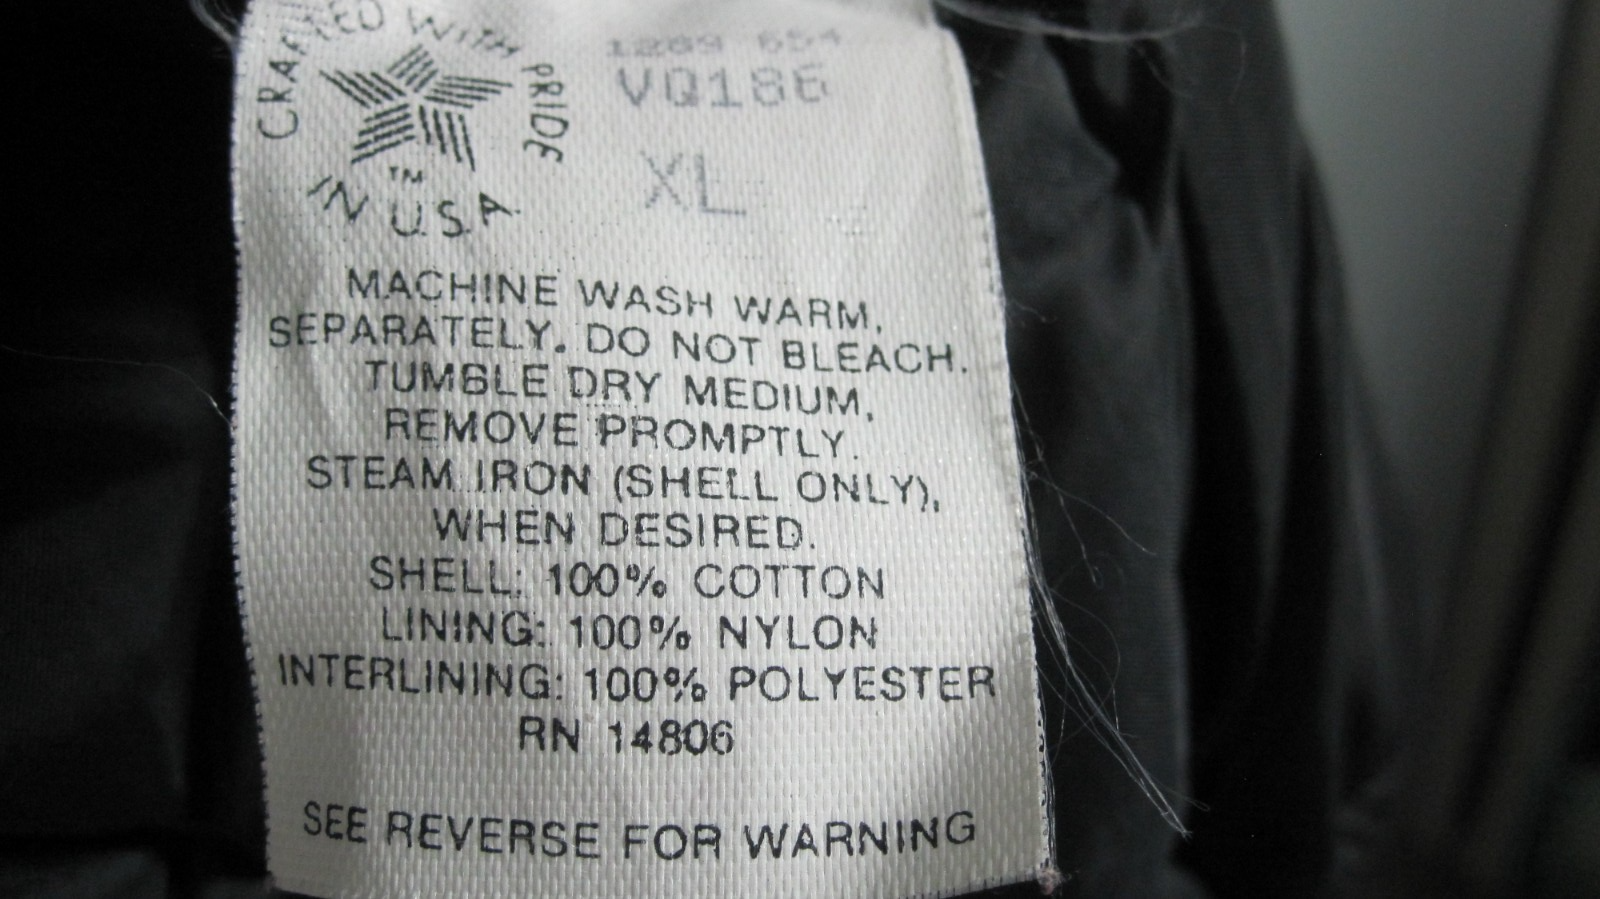 CRAFTED WITH PRIDE
IN U.S.A.
TM
1289 654
VQ186
XL
MACHINE WASH WARM,
SEPARATELY. DO NOT BLEACH.
TUMBLE DRY MEDIUM,
REMOVE PROMPTLY.
STEAM IRON (SHELL ONLY),
WHEN DESIRED.
SHELL: 100% COTTON
LINING: 100% NYLON
INTERLINING: 100% POLYESTER
RN 14806
SEE REVERSE FOR WARNING